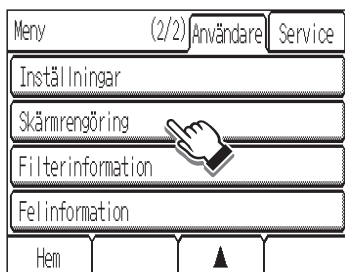 Meny (2/2) Användare Service
Inställningar
Skärmrengöring
Filterinformation
Felinformation
Hem